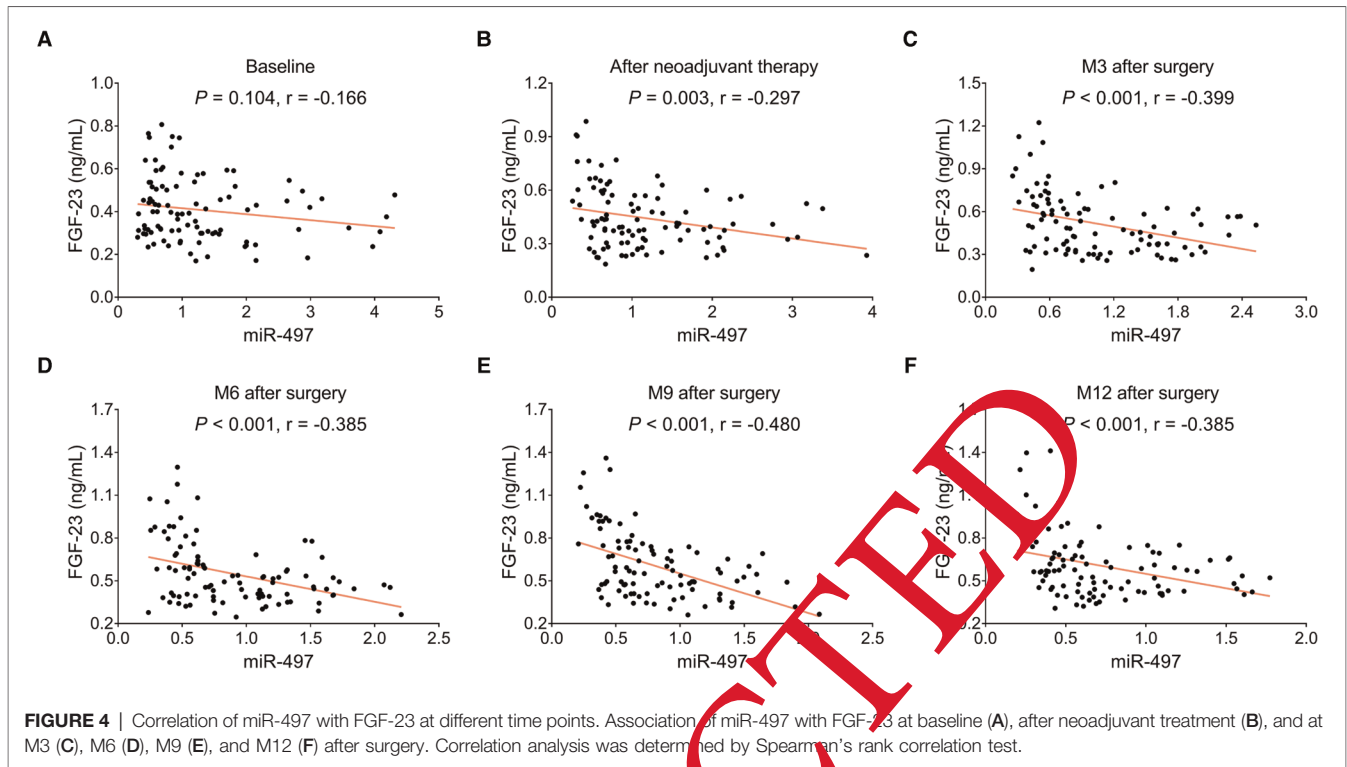 A
Baseline
P = 0.104, r = -0.166
1.0
0.8
0.6
0.4
0.2
0.0
FGF-23 (ng/mL)
0 1 2 3 4 5
miR-497
B
After neoadjuvant therapy
P = 0.003, r = -0.297
1.2
0.9
0.6
0.3
0.0
FGF-23 (ng/mL)
0 1 2 3 4
miR-497
C
M3 after surgery
P < 0.001, r = -0.399
1.5
1.2
0.9
0.6
0.3
0.0
FGF-23 (ng/mL)
0.0 0.6 1.2 1.8 2.4 3.0
miR-497
D
M6 after surgery
P < 0.001, r = -0.385
1.7
1.4
1.1
0.8
0.5
0.2
FGF-23 (ng/mL)
0.0 0.5 1.0 1.5 2.0 2.5
miR-497
E
M9 after surgery
P < 0.001, r = -0.480
1.7
1.4
1.1
0.8
0.5
0.2
FGF-23 (ng/mL)
0.0 0.5 1.0 1.5 2.5
miR-497
F
M12 after surgery
P < 0.001, r = -0.385
1.4
1.1
0.8
0.5
0.2
FGF-23 (ng/mL)
0.0 0.5 1.0 1.5 2.0
miR-497
CTED
FIGURE 4 | Correlation of miR-497 with FGF-23 at different time points. Association of miR-497 with FGF-23 at baseline (A), after neoadjuvant treatment (B), and at
M3 (C), M6 (D), M9 (E), and M12 (F) after surgery. Correlation analysis was determined by Spearman's rank correlation test.